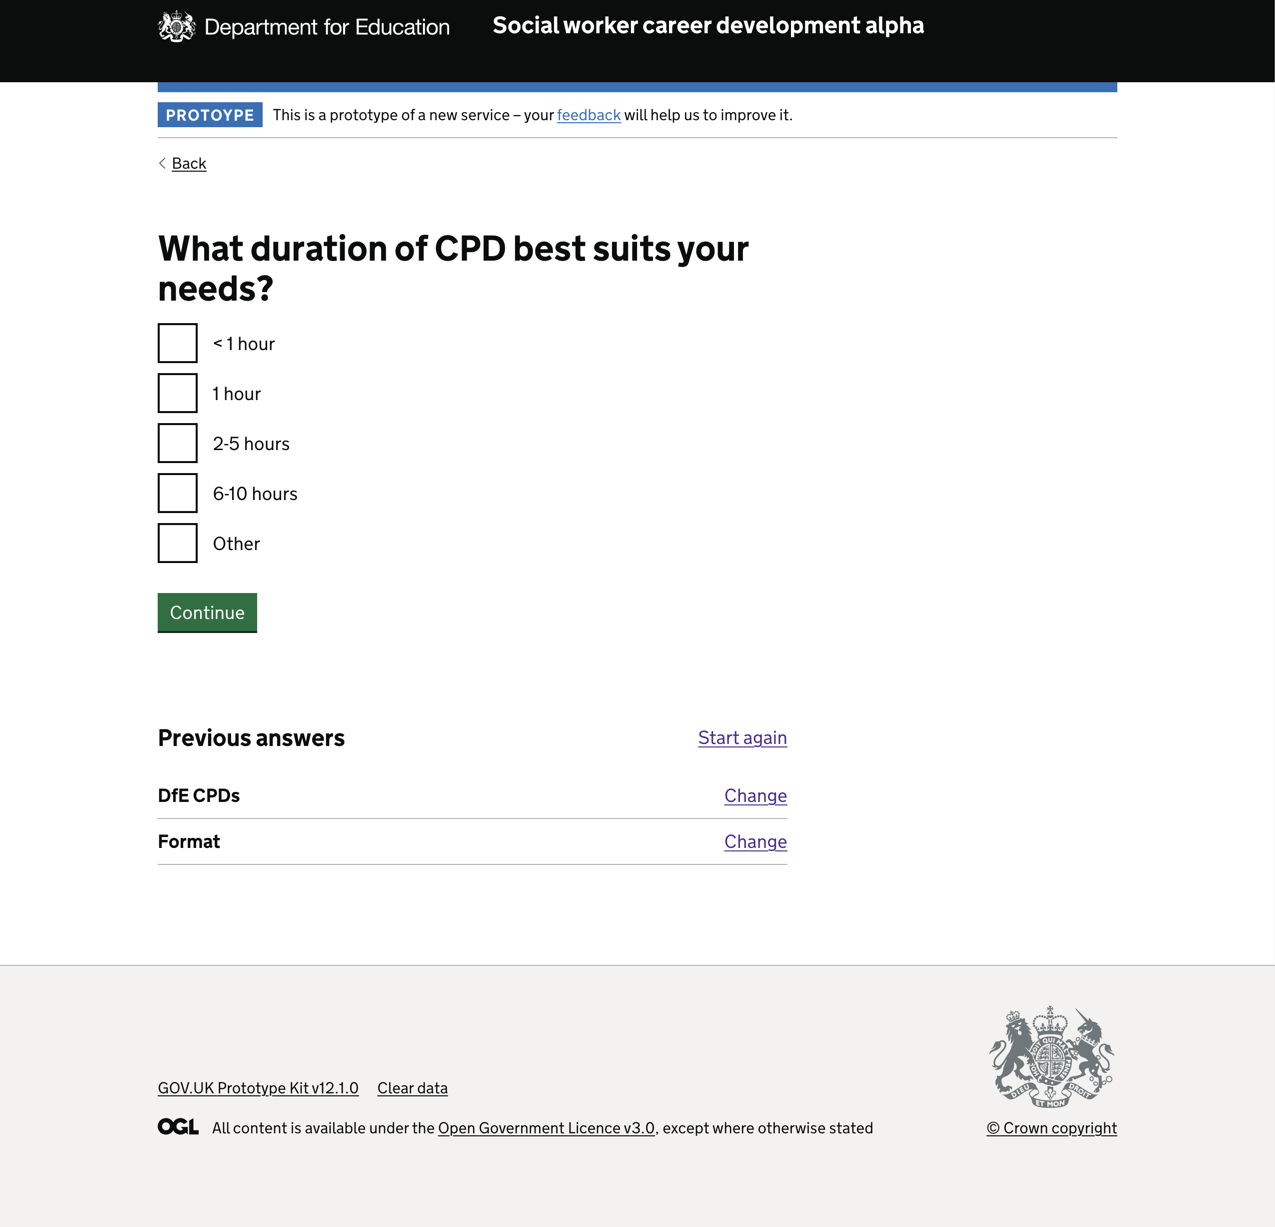 Department for Education
Social worker career development alpha
PROTOYPE
This is a prototype of a new service – your feedback will help us to improve it.
Back
What duration of CPD best suits your
needs?
< 1 hour
1 hour
2-5 hours
6-10 hours
Other
Continue
Previous answers
Start again
DfE CPDs
Change
Format
Change
GOV.UK Prototype Kit v12.1.0
Clear data
OGL
All content is available under the Open Government Licence v3.0, except where otherwise stated
DIEU ET MON DROIT
© Crown copyright